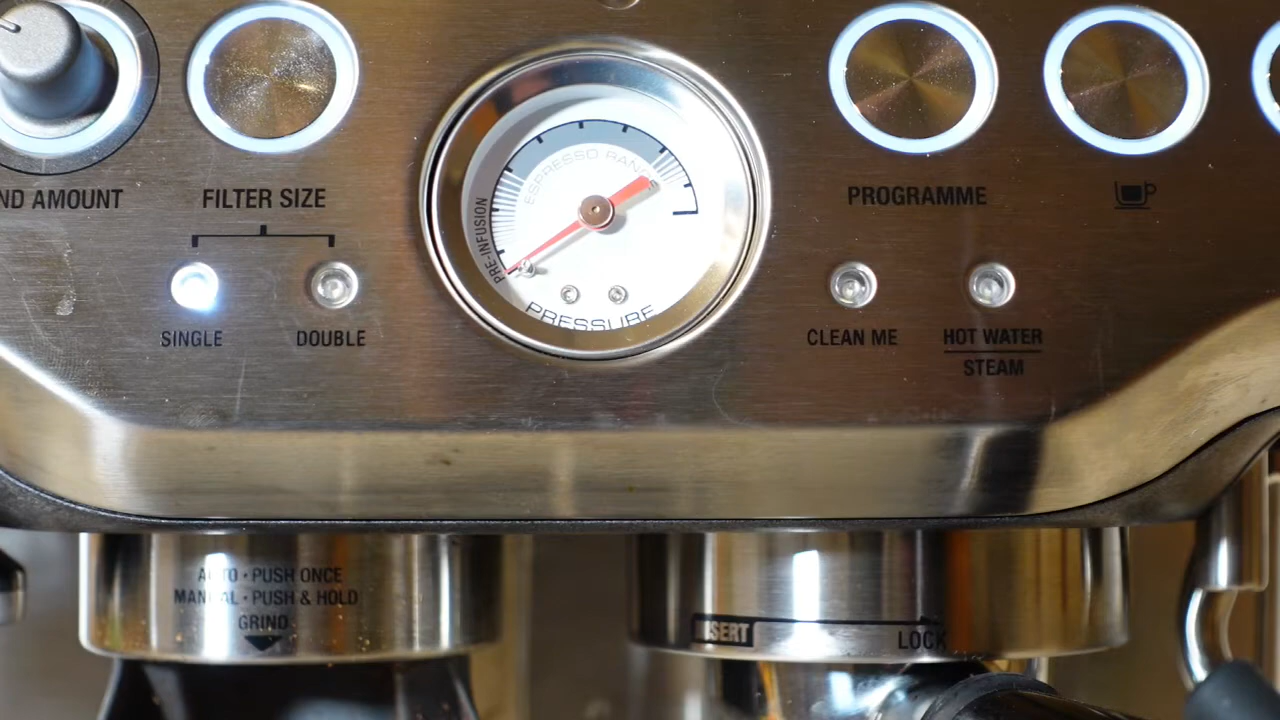 ND AMOUNT
FILTER SIZE
SINGLE
DOUBLE
ESPRESSO RANGE
PRE-INFUSION
PRESSURE
PROGRAMME
CLEAN ME
HOT WATER
STEAM
AUTO • PUSH ONCE
MANUAL • PUSH & HOLD
GRIND
INSERT
LOCK